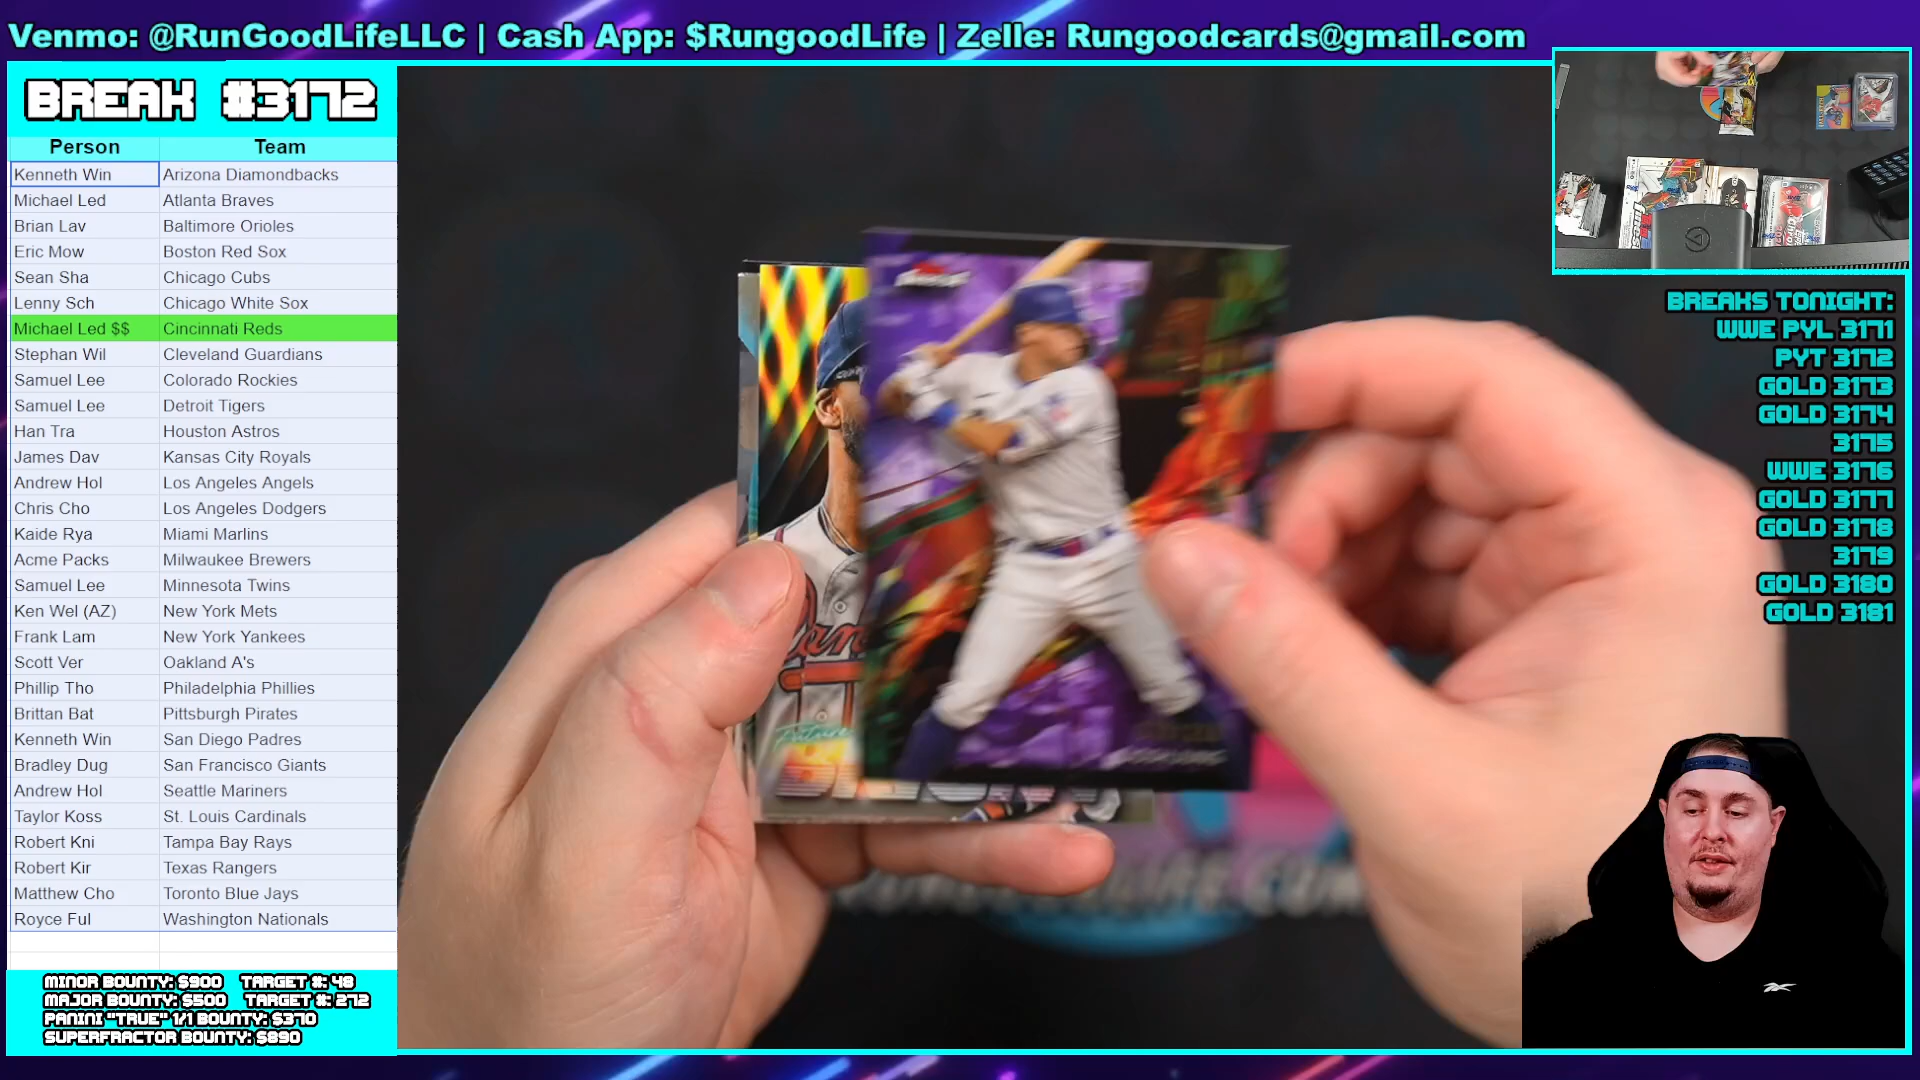 Venmo: @RunGoodLifeLLC | Cash App: $RungoodLife | Zelle: Rungoodcards@gmail.com
BREAK #3172
Person Team
Kenneth Win Arizona Diamondbacks
Michael Led Atlanta Braves
Brian Lav Baltimore Orioles
Eric Mow Boston Red Sox
Sean Sha Chicago Cubs
Lenny Sch Chicago White Sox
Michael Led $$ Cincinnati Reds
Stephan Wil Cleveland Guardians
Samuel Lee Colorado Rockies
Samuel Lee Detroit Tigers
Han Tra Houston Astros
James Dav Kansas City Royals
Andrew Hol Los Angeles Angels
Chris Cho Los Angeles Dodgers
Kaide Rya Miami Marlins
Acme Packs Milwaukee Brewers
Samuel Lee Minnesota Twins
Ken Wel (AZ) New York Mets
Frank Lam New York Yankees
Scott Ver Oakland A's
Phillip Tho Philadelphia Phillies
Brittan Bat Pittsburgh Pirates
Kenneth Win San Diego Padres
Bradley Dug San Francisco Giants
Andrew Hol Seattle Mariners
Taylor Koss St. Louis Cardinals
Robert Kni Tampa Bay Rays
Robert Kir Texas Rangers
Matthew Cho Toronto Blue Jays
Royce Ful Washington Nationals
MINOR BOUNTY: $900 TARGET #: 48
MAJOR BOUNTY: $500 TARGET #: 272
PANINI "TRUE" 1/1 BOUNTY: $370
SUPERFRACTOR BOUNTY: $890
BREAKS TONIGHT:
WWE PYL 3171
PYT 3172
GOLD 3173
GOLD 3174
3175
WWE 3176
GOLD 3177
GOLD 3178
3179
GOLD 3180
GOLD 3181